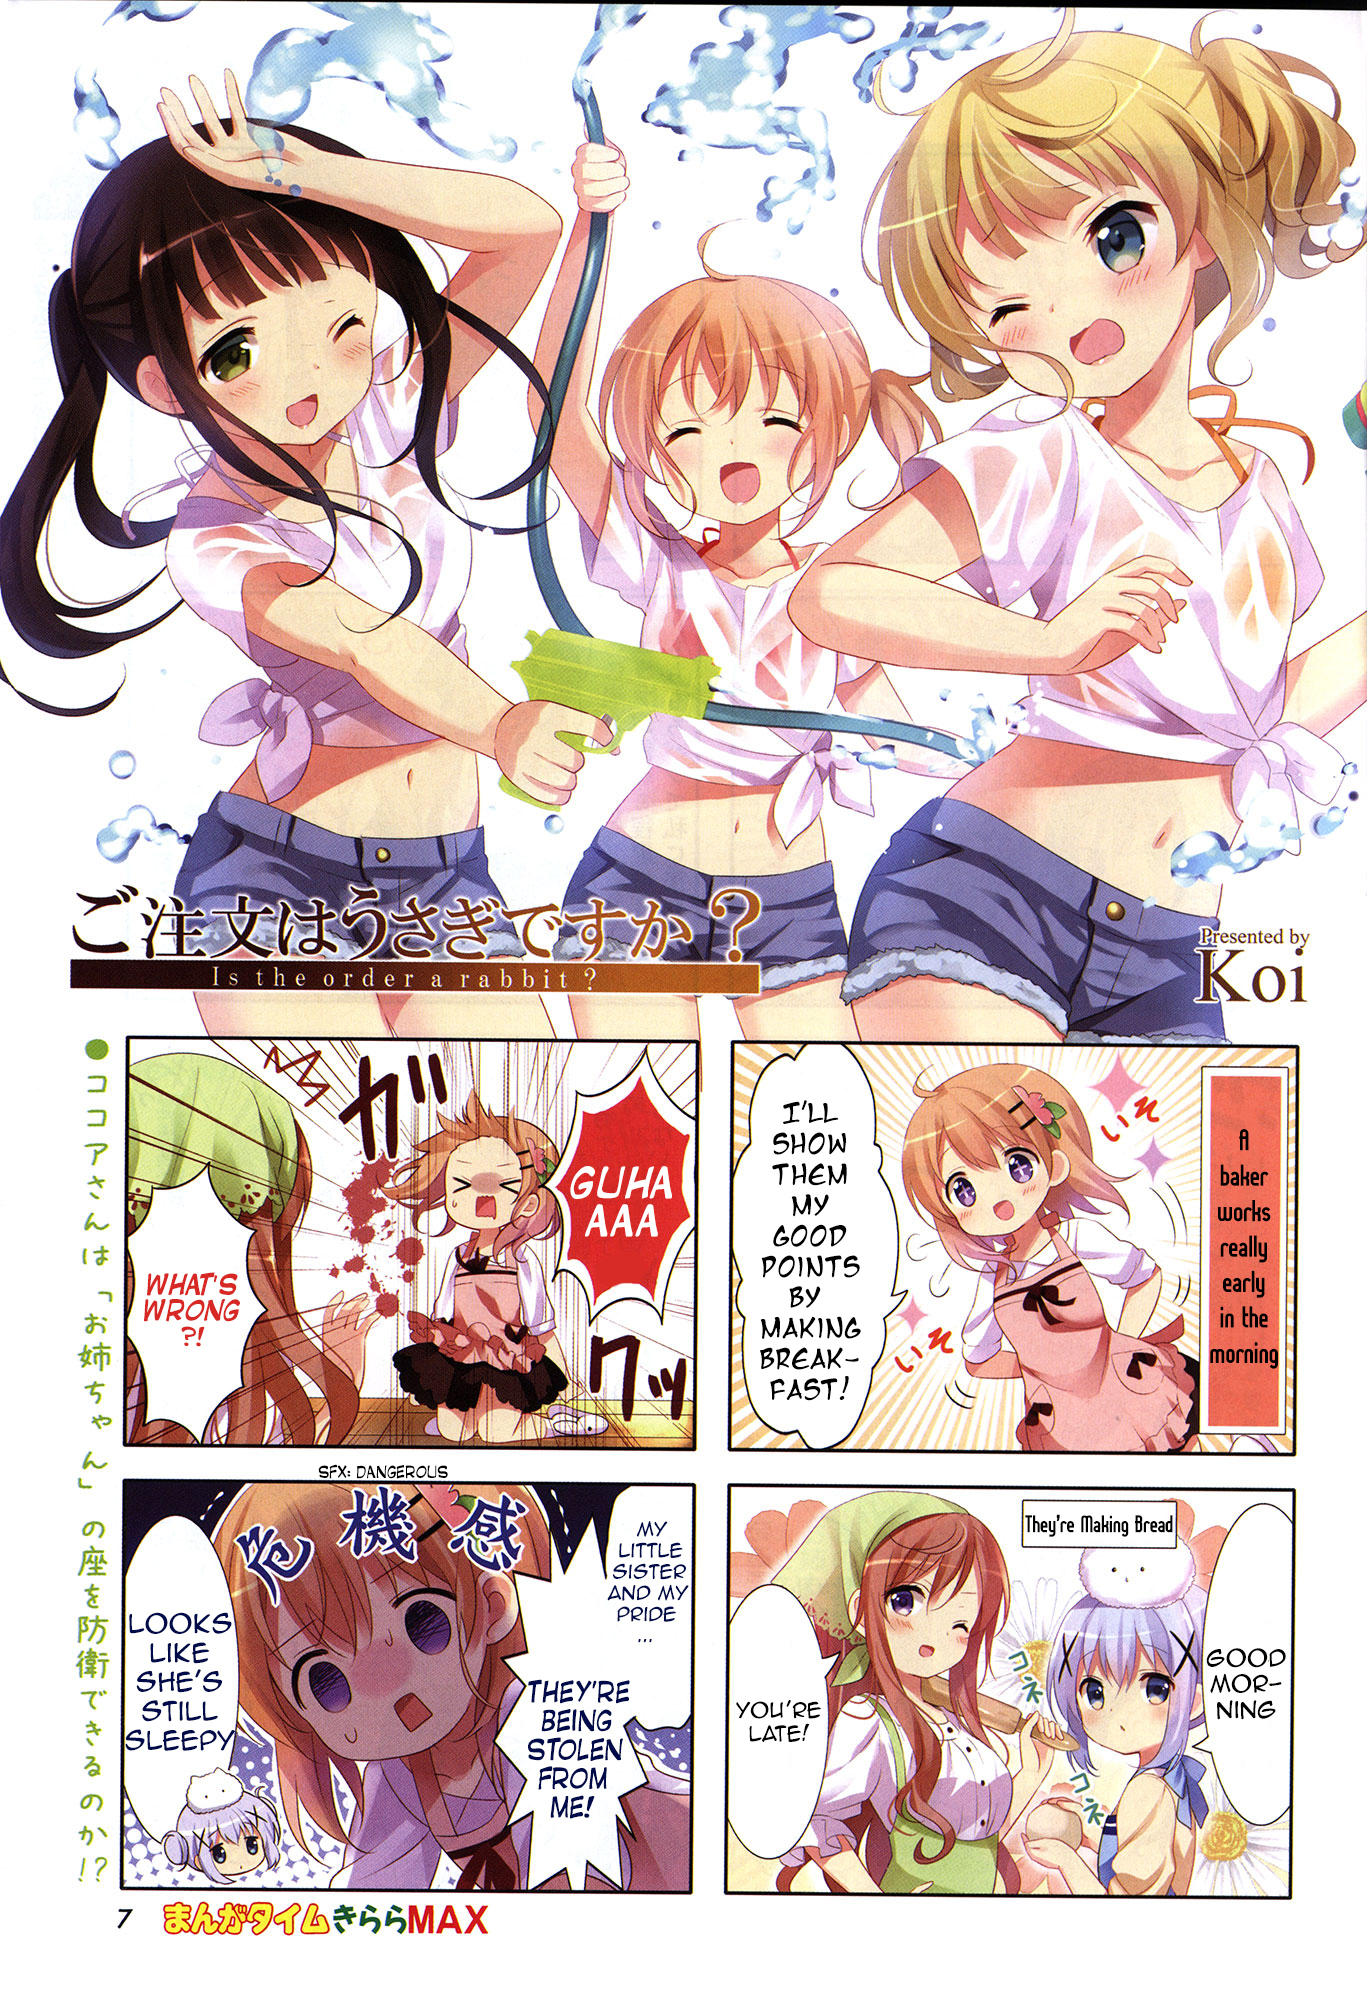 ご注文はうさぎですか？
Is the order a rabbit ?
Presented by
Koi
A
baker
works
really
early
in the
morning
I'LL
SHOW
THEM
MY
GOOD
POINTS
BY
MAKING
BREAK-
FAST!
いそ
いそ
They're Making Bread
GOOD
MOR-
NING
YOU'RE
LATE!
コネ
コネ
GUHA
AAA
ガ
クッ
WHAT'S
WRONG
?!
SFX: DANGEROUS
危機感
MY
LITTLE
SISTER
AND MY
PRIDE
...
THEY'RE
BEING
STOLEN
FROM
ME!
LOOKS
LIKE
SHE'S
STILL
SLEEPY
●ココアさんは「お姉ちゃん」の座を防衛できるのか!?
7
まんがタイムきららMAX